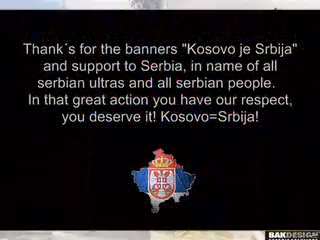 Thank´s for the banners "Kosovo je Srbija"
and support to Serbia, in name of all
serbian ultras and all serbian people.
In that great action you have our respect,
you deserve it! Kosovo=Srbija!
BAKDESIGN